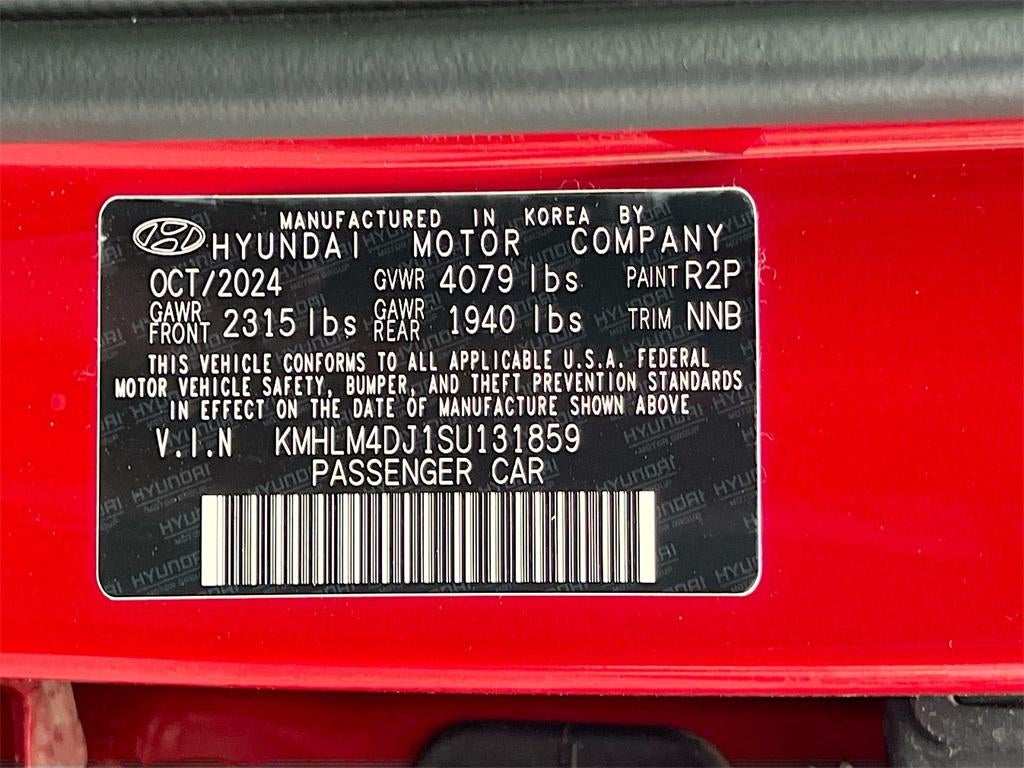 MANUFACTURED IN KOREA BY
HYUNDAI MOTOR COMPANY
OCT/2024 GVWR 4079 lbs PAINT R2P
GAWR FRONT 2315 lbs GAWR REAR 1940 lbs TRIM NNB
THIS VEHICLE CONFORMS TO ALL APPLICABLE U.S.A. FEDERAL
MOTOR VEHICLE SAFETY, BUMPER, AND THEFT PREVENTION STANDARDS
IN EFFECT ON THE DATE OF MANUFACTURE SHOWN ABOVE
V.I.N KMHLM4DJ1SU131859
PASSENGER CAR